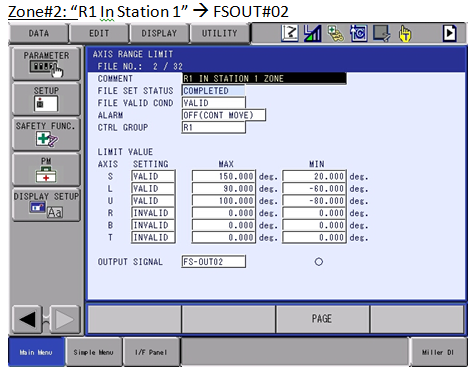 Zone#2: “R1 In Station 1” → FSOUT#02
DATA EDIT DISPLAY UTILITY
PARAMETER
SETUP
SAFETY FUNC.
PM
DISPLAY SETUP
AXIS RANGE LIMIT
FILE NO.: 2 / 32
COMMENT R1 IN STATION 1 ZONE
FILE SET STATUS COMPLETED
FILE VALID COND VALID
ALARM OFF(CONT MOVE)
CTRL GROUP R1
LIMIT VALUE
AXIS SETTING MAX MIN
S VALID 150.000 deg. 20.000 deg.
L VALID 90.000 deg. -60.000 deg.
U VALID 100.000 deg. -80.000 deg.
R INVALID 0.000 deg. 0.000 deg.
B INVALID 0.000 deg. 0.000 deg.
T INVALID 0.000 deg. 0.000 deg.
OUTPUT SIGNAL FS-OUT02
PAGE
Main Menu Simple Menu I/F Panel Miller DI